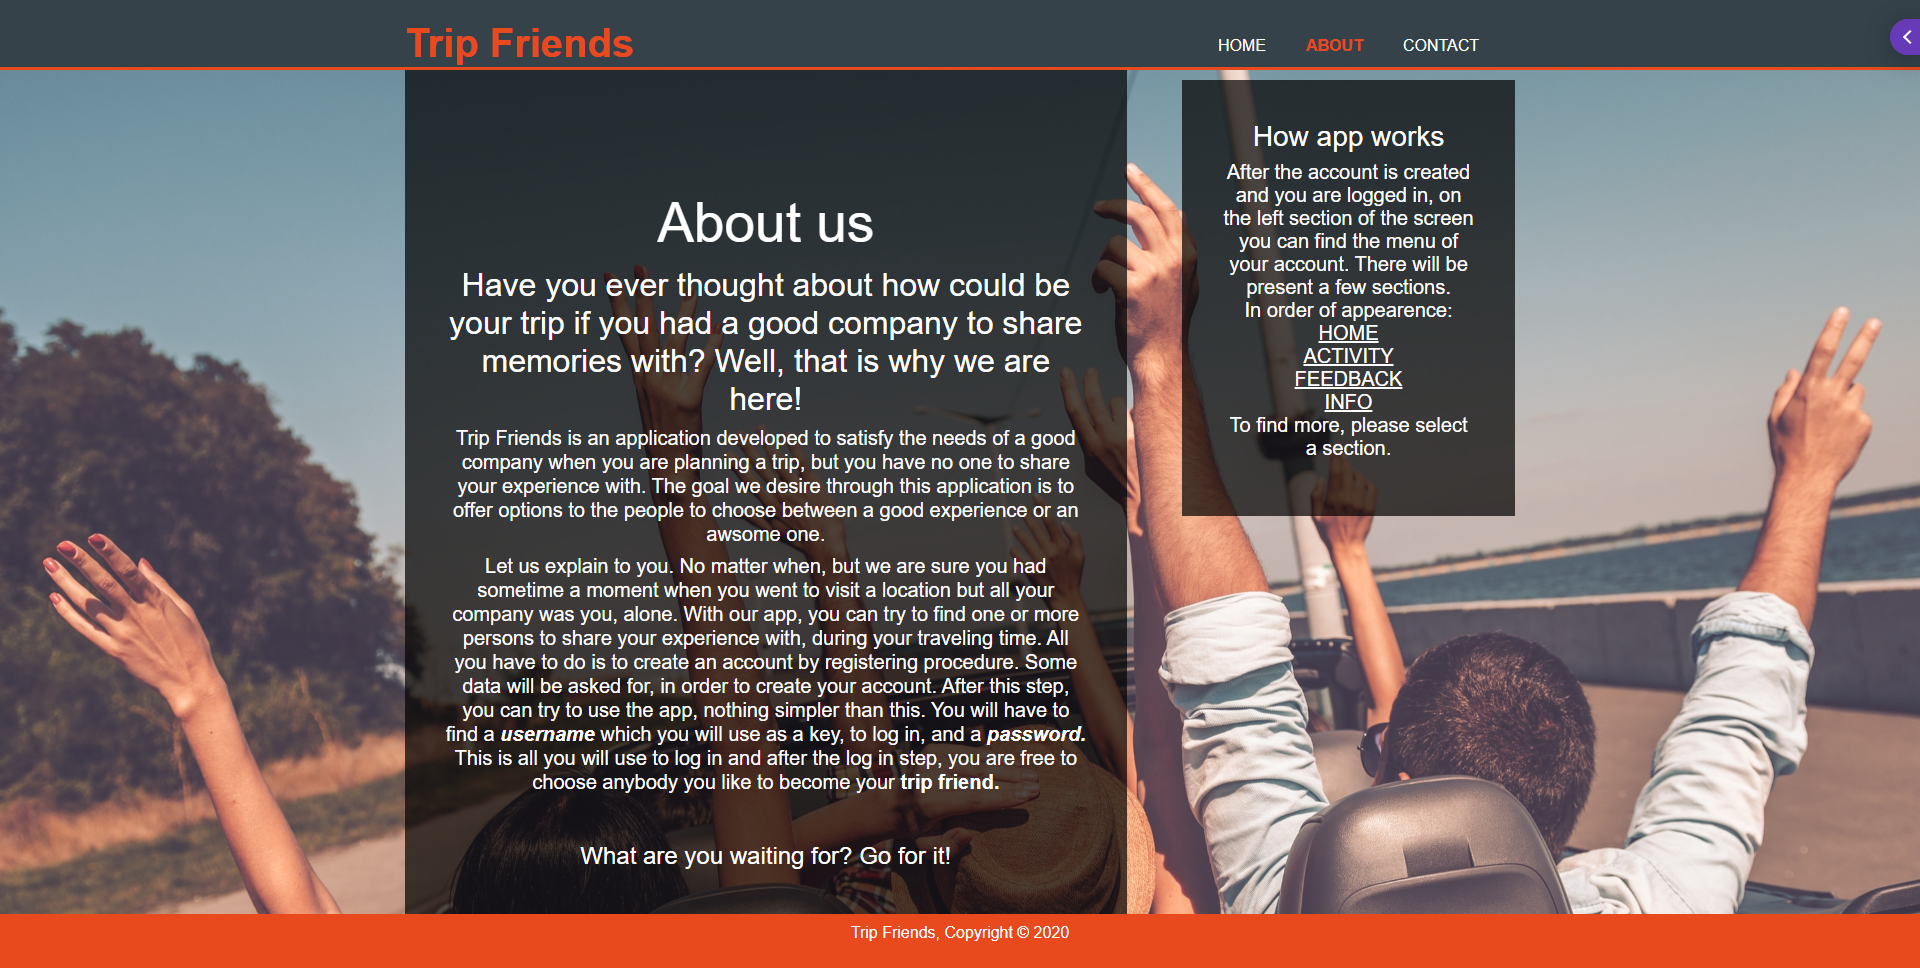 Trip Friends
HOME ABOUT CONTACT
About us
Have you ever thought about how could be
your trip if you had a good company to share
memories with? Well, that is why we are
here!
Trip Friends is an application developed to satisfy the needs of a good
company when you are planning a trip, but you have no one to share
your experience with. The goal we desire through this application is to
offer options to the people to choose between a good experience or an
awsome one.
Let us explain to you. No matter when, but we are sure you had
sometime a moment when you went to visit a location but all your
company was you, alone. With our app, you can try to find one or more
persons to share your experience with, during your traveling time. All
you have to do is to create an account by registering procedure. Some
data will be asked for, in order to create your account. After this step,
you can try to use the app, nothing simpler than this. You will have to
find a username which you will use as a key, to log in, and a password.
This is all you will use to log in and after the log in step, you are free to
choose anybody you like to become your trip friend.
What are you waiting for? Go for it!
How app works
After the account is created
and you are logged in, on
the left section of the screen
you can find the menu of
your account. There will be
present a few sections.
In order of appearence:
HOME
ACTIVITY
FEEDBACK
INFO
To find more, please select
a section.
Trip Friends, Copyright © 2020